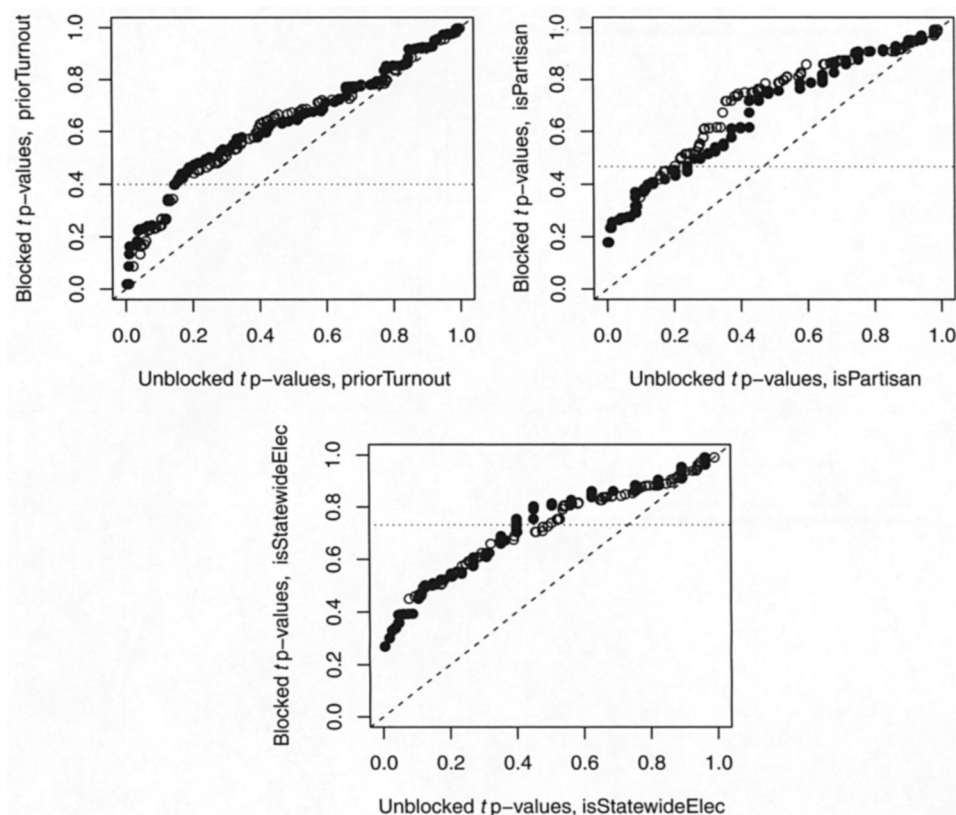 Blocked t p−values, priorTurnout
0.0 0.2 0.4 0.6 0.8 1.0
0.0 0.2 0.4 0.6 0.8 1.0
Unblocked t p−values, priorTurnout
Blocked t p−values, isPartisan
0.0 0.2 0.4 0.6 0.8 1.0
0.0 0.2 0.4 0.6 0.8 1.0
Unblocked t p−values, isPartisan
Blocked t p−values, isStatewideElec
0.0 0.2 0.4 0.6 0.8 1.0
0.0 0.2 0.4 0.6 0.8 1.0
Unblocked t p−values, isStatewideElec